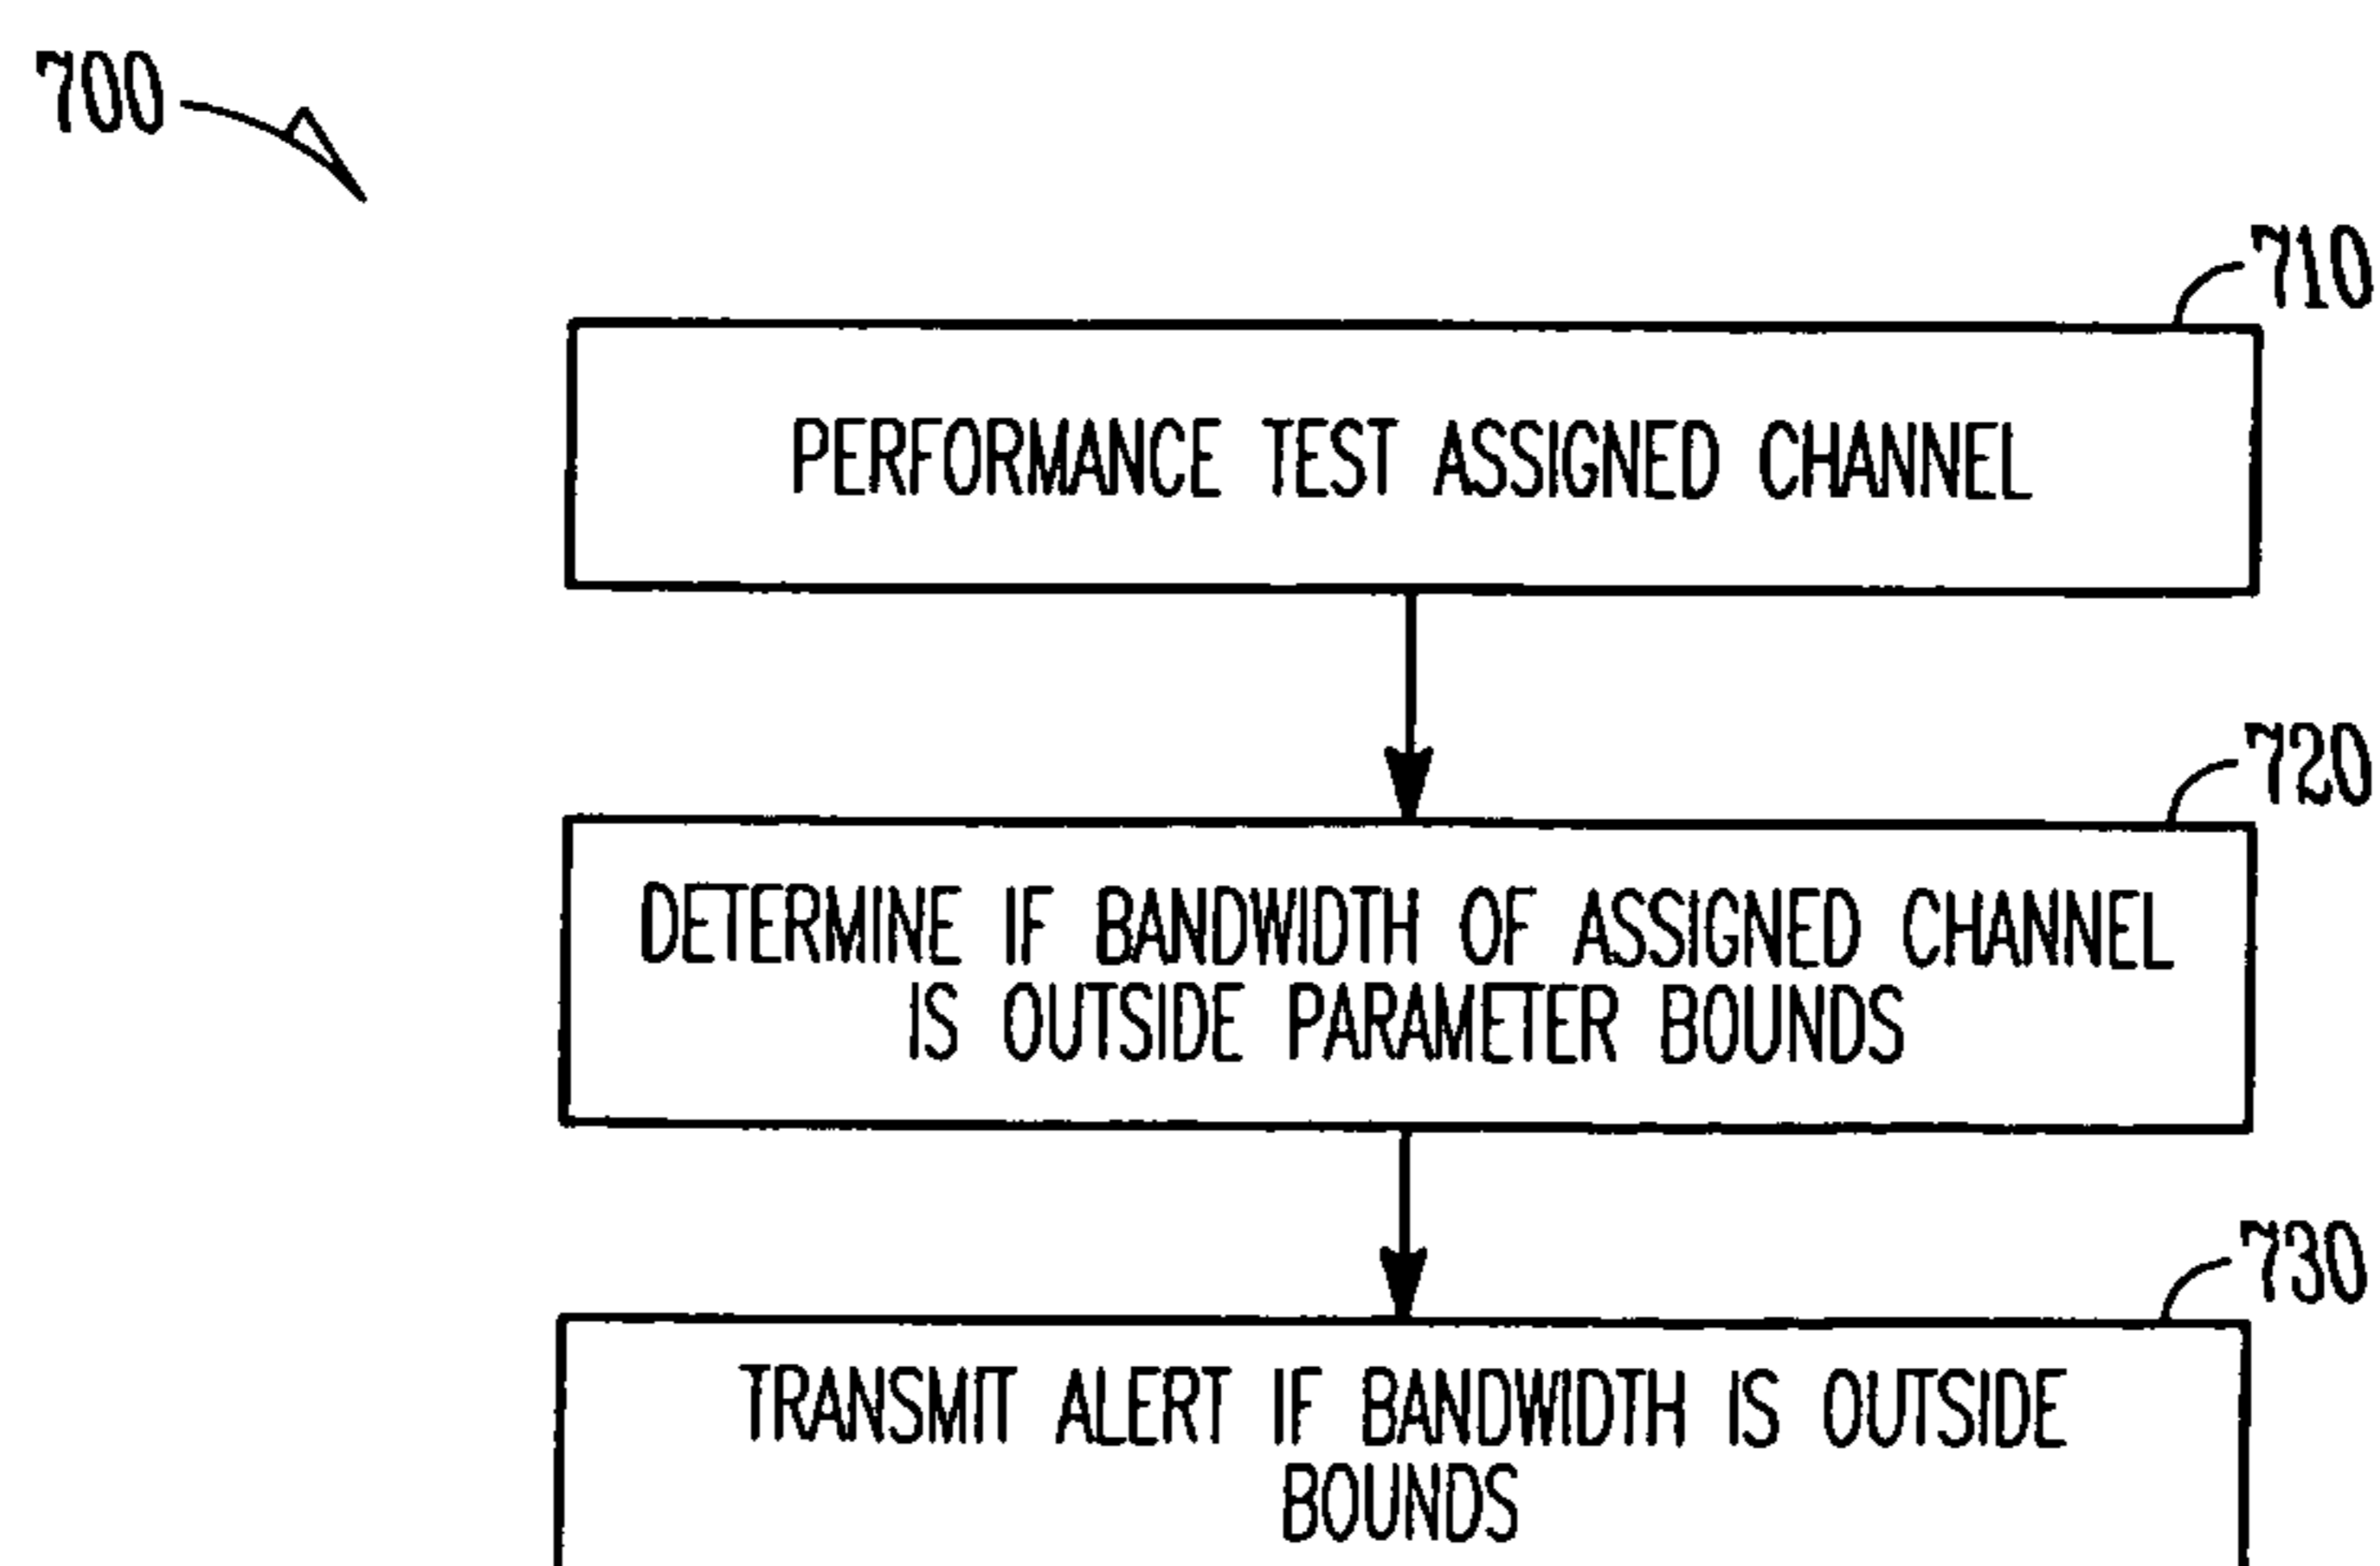 700
710
PERFORMANCE TEST ASSIGNED CHANNEL
720
DETERMINE IF BANDWIDTH OF ASSIGNED CHANNEL
IS OUTSIDE PARAMETER BOUNDS
730
TRANSMIT ALERT IF BANDWIDTH IS OUTSIDE
BOUNDS